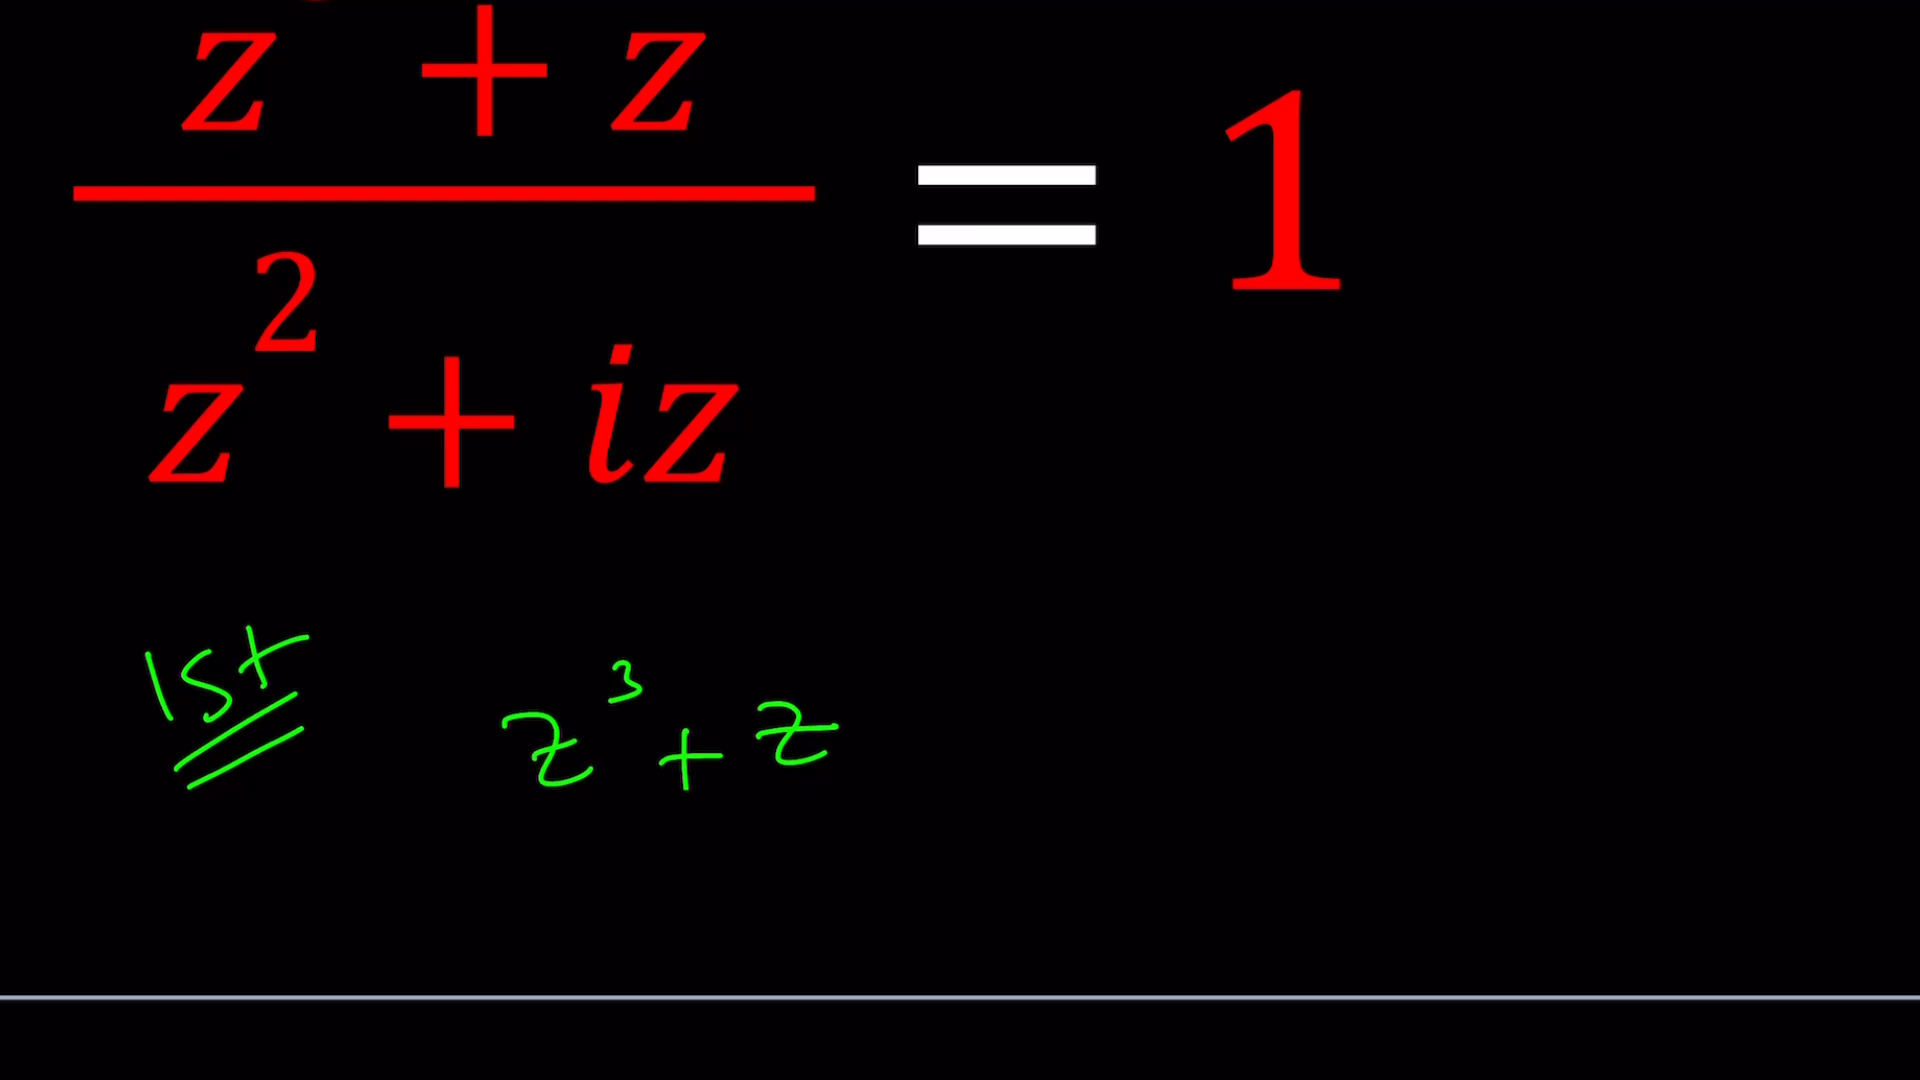 z + z
z² + iz
= 1
1st z³ + z